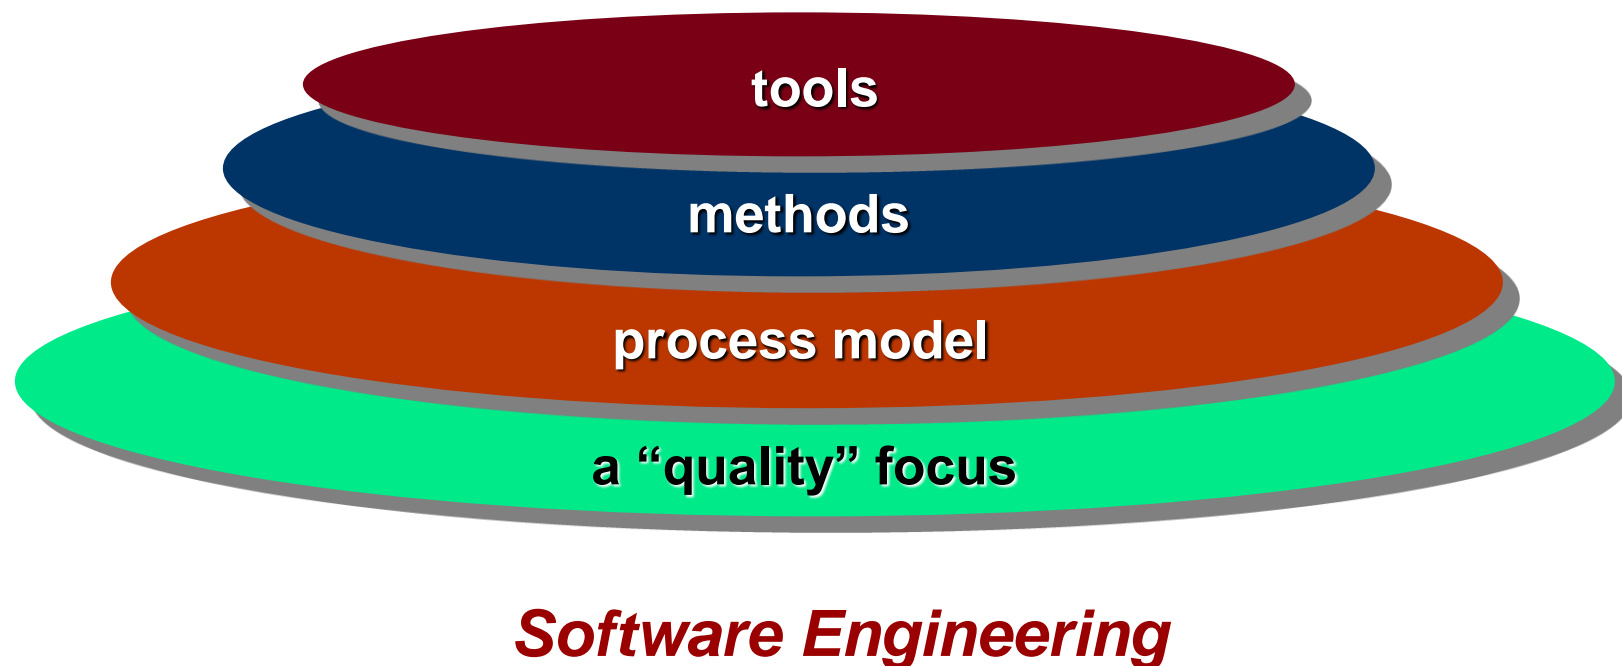 tools
methods
process model
a “quality” focus
Software Engineering